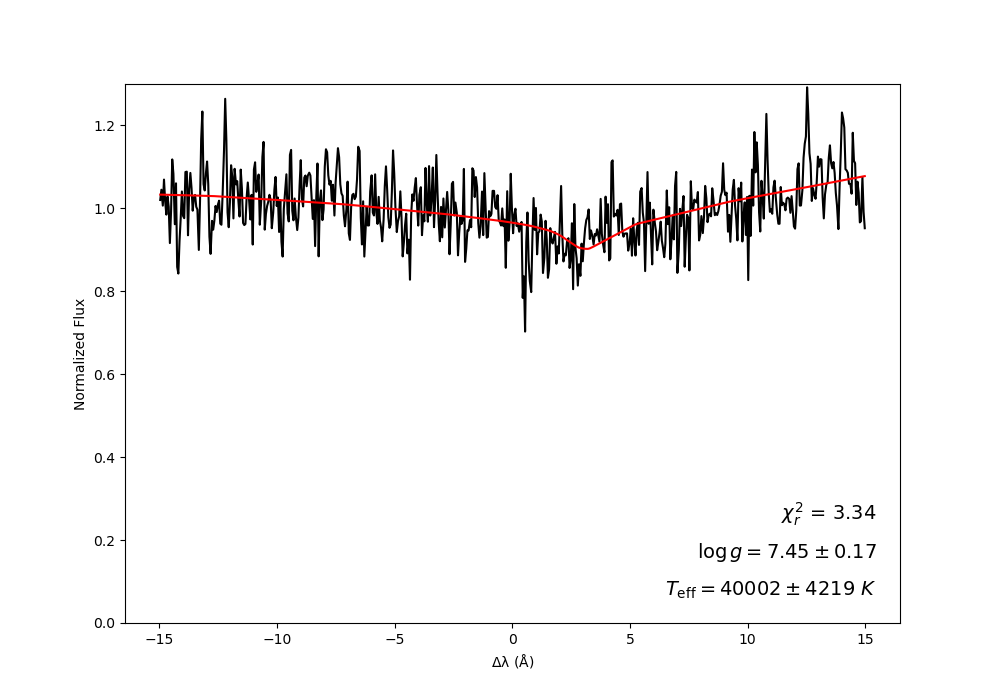 1.2
1.0
0.8
0.6
0.4
0.2
0.0
Normalized Flux
χ²ᵣ = 3.34
log g = 7.45 ± 0.17
T_eff = 40002 ± 4219 K
−15 −10 −5 0 5 10 15
Δλ (Å)